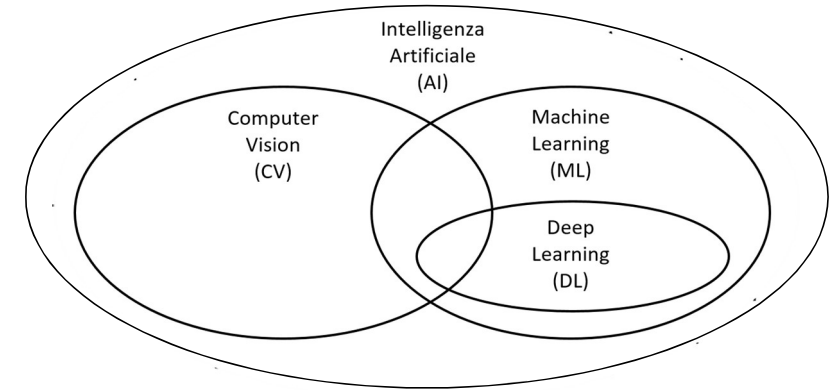 Intelligenza
Artificiale
(AI)
Computer
Vision
(CV)
Machine
Learning
(ML)
Deep
Learning
(DL)